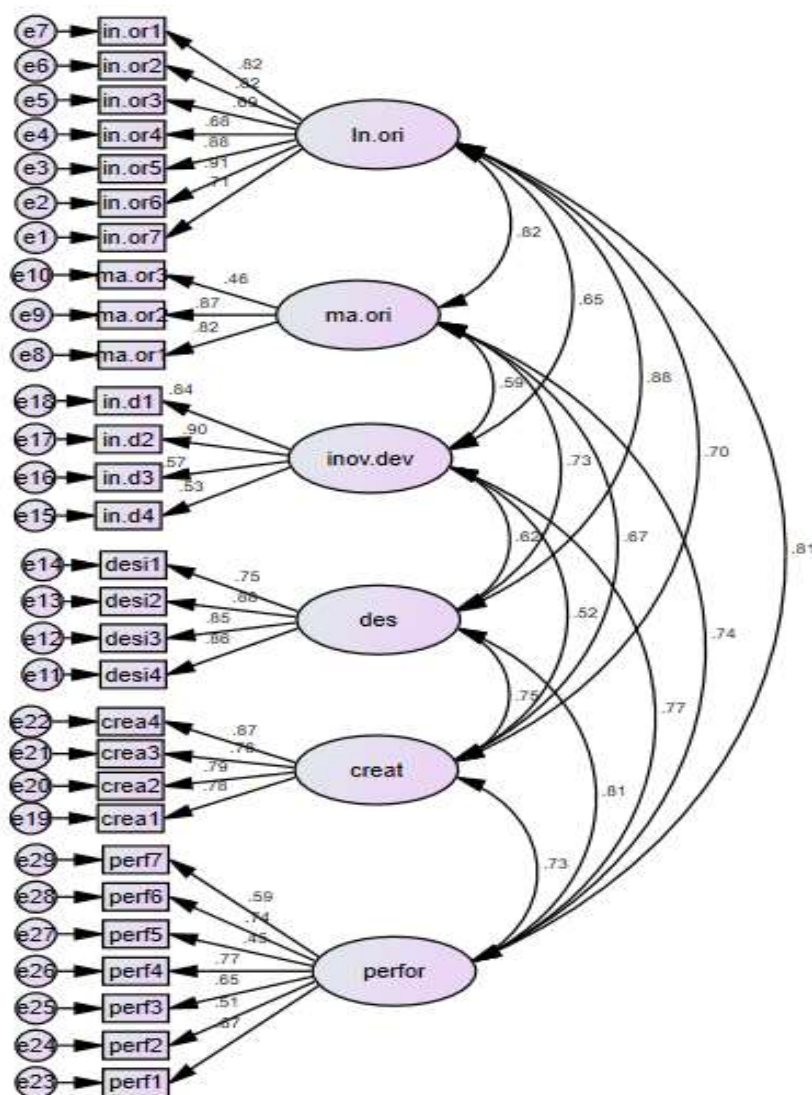 e7 in.or1
.82
e6 in.or2
.82
e5 in.or3
.69
In.ori
e4 in.or4
.68
e3 in.or5
.88
e2 in.or6
.91
e1 in.or7
.71
.82
e10 ma.or3
.46
e9 ma.or2
.87
ma.ori
.65
e8 ma.or1
.82
.59
.88
e18 in.d1
.84
e17 in.d2
.90
inov.dev
.73
.70
e16 in.d3
.57
e15 in.d4
.53
.62
.67
.81
e14 desi1
.75
e13 desi2
e12 desi3
.85
des
.52
.74
e11 desi4
.86
.75
.77
e22 crea4
.87
e21 crea3
e20 crea2
.79
creat
.81
e19 crea1
.78
.73
e29 perf7
.59
e28 perf6
.74
e27 perf5
.45
e26 perf4
.77
perfor
e25 perf3
.65
e24 perf2
.51
e23 perf1